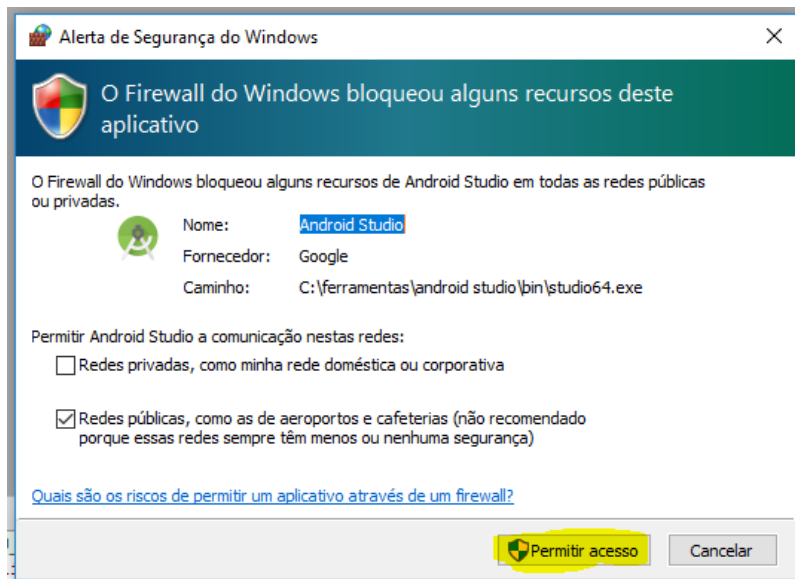 Alerta de Segurança do Windows
O Firewall do Windows bloqueou alguns recursos deste
aplicativo
O Firewall do Windows bloqueou alguns recursos de Android Studio em todas as redes públicas
ou privadas.
Nome: Android Studio
Fornecedor: Google
Caminho: C:\ferramentas\android studio\bin\studio64.exe
Permitir Android Studio a comunicação nestas redes:
Redes privadas, como minha rede doméstica ou corporativa
Redes públicas, como as de aeroportos e cafeterias (não recomendado
porque essas redes sempre têm menos ou nenhuma segurança)
Quais são os riscos de permitir um aplicativo através de um firewall?
Permitir acesso Cancelar